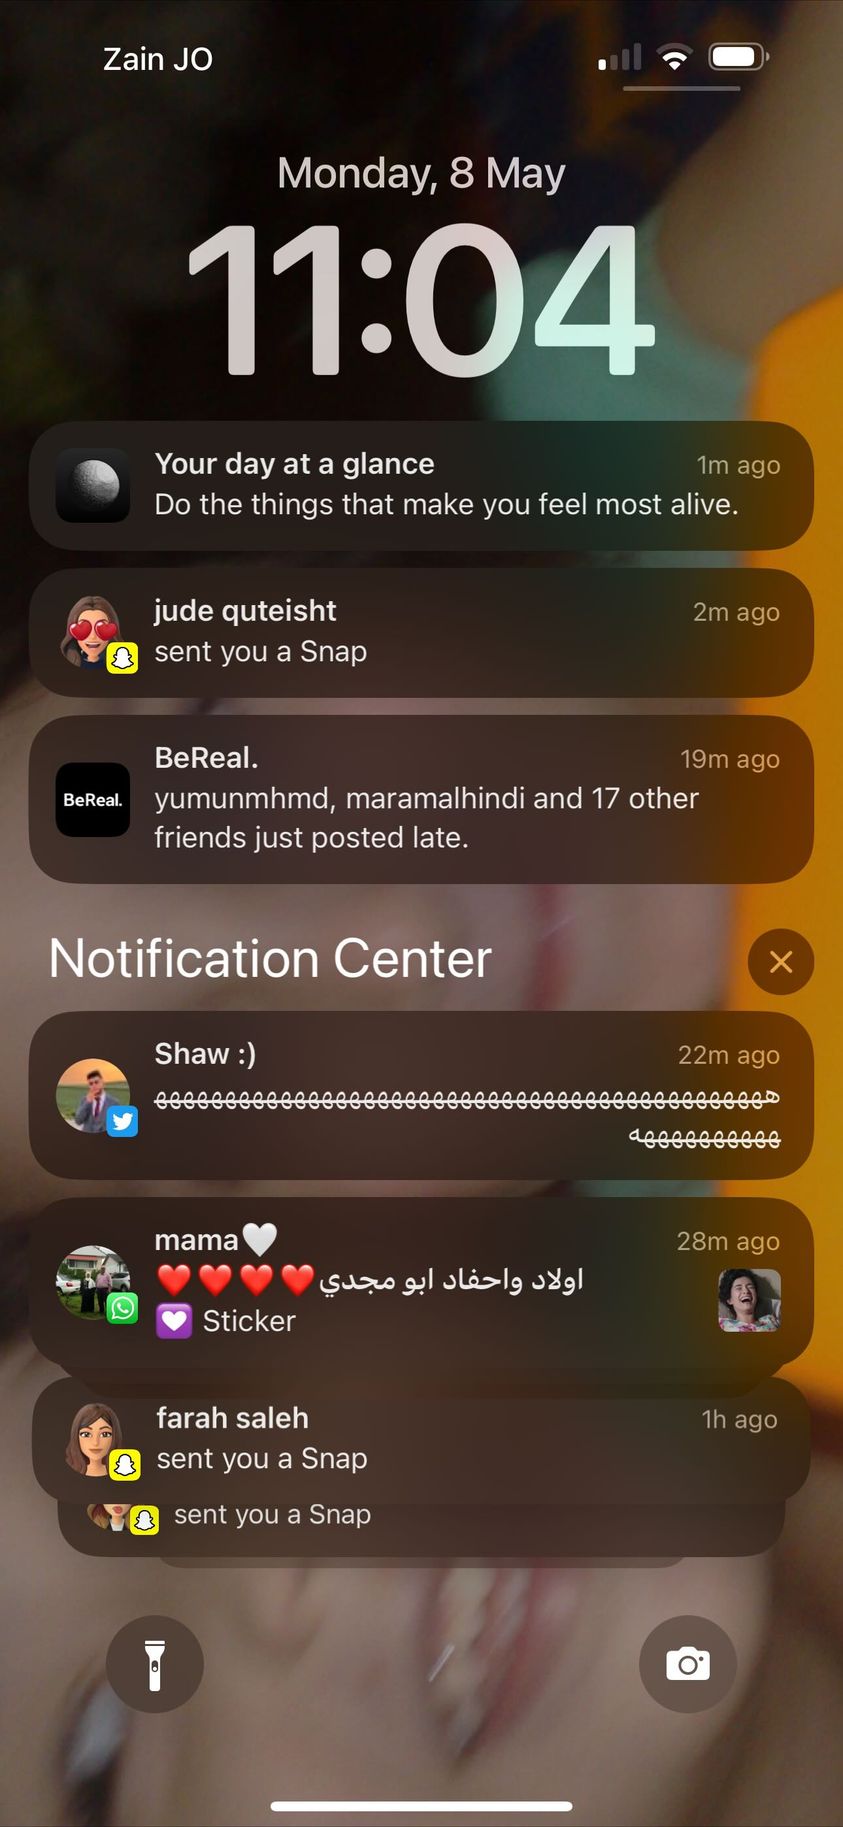 Zain JO
Monday, 8 May
11:04
Your day at a glance
1m ago
Do the things that make you feel most alive.
jude quteisht
2m ago
sent you a Snap
BeReal.
BeReal.
19m ago
yumunmhmd, maramalhindi and 17 other
friends just posted late.
Notification Center
Shaw :)
22m ago
هههههههههههههههههههههههههههههههههههههههههههه
ههههههههههه
mama🤍
28m ago
اولاد واحفاد ابو مجدي❤️❤️❤️❤️
💟 Sticker
farah saleh
1h ago
sent you a Snap
sent you a Snap